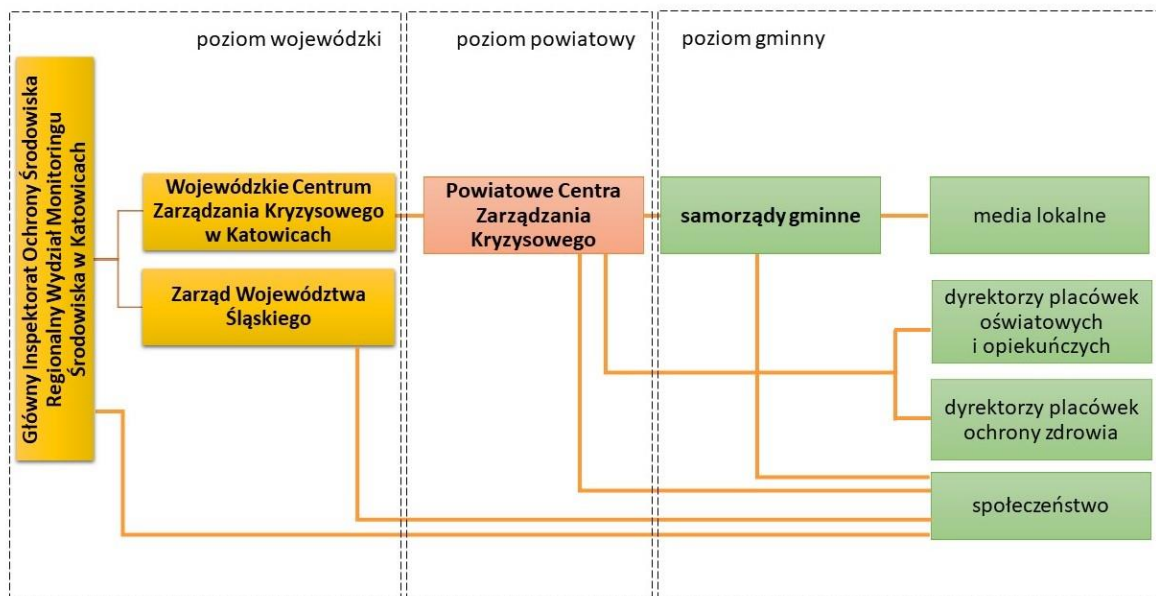 poziom wojewódzki
poziom powiatowy
poziom gminny
Główny Inspektorat Ochrony Środowiska
Regionalny Wydział Monitoringu
Środowiska w Katowicach
Wojewódzkie Centrum
Zarządzania Kryzysowego
w Katowicach
Zarząd Województwa
Śląskiego
Powiatowe Centra
Zarządzania
Kryzysowego
samorządy gminne
media lokalne
dyrektorzy placówek
oświatowych
i opiekuńczych
dyrektorzy placówek
ochrony zdrowia
społeczeństwo